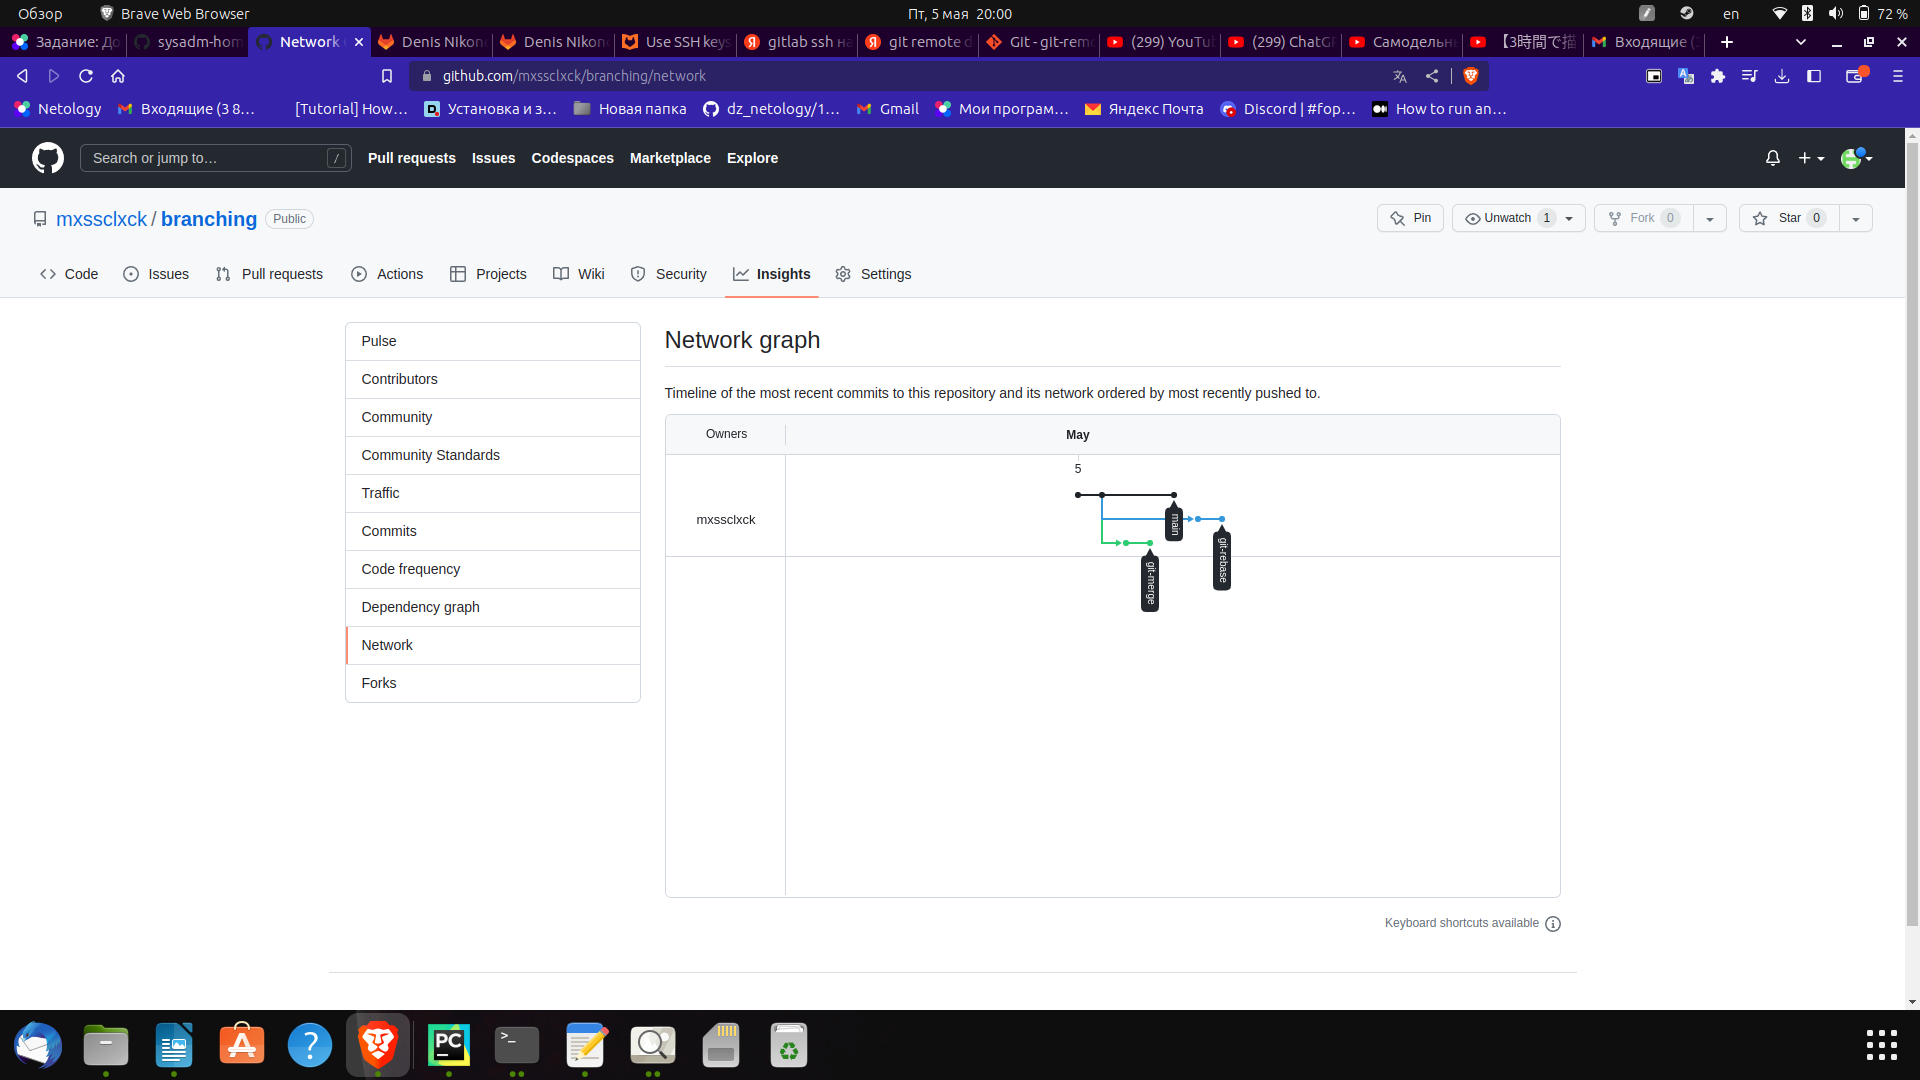 Обзор
Brave Web Browser
Пт, 5 мая 20:00
en
72 %
Задание: До
sysadm-hom
Network
Denis Nikon
Denis Nikon
Use SSH keys
gitlab ssh на
git remote
Git - git-remo
(299) YouTu
(299) ChatG
Самодельн
【3時間で描
Входящие
github.com/mxssclxck/branching/network
Netology
Входящие (3 8…
[Tutorial] How…
Установка и з…
Новая папка
dz_netology/1…
Gmail
Мои програм…
Яндекс Почта
Discord | #fop…
How to run an…
Search or jump to…
/
Pull requests
Issues
Codespaces
Marketplace
Explore
mxssclxck / branching
Public
Pin
Unwatch 1
Fork 0
Star 0
Code
Issues
Pull requests
Actions
Projects
Wiki
Security
Insights
Settings
Pulse
Contributors
Community
Community Standards
Traffic
Commits
Code frequency
Dependency graph
Network
Forks
Network graph
Timeline of the most recent commits to this repository and its network ordered by most recently pushed to.
Owners
May
5
mxssclxck
main
git-rebase
git-merge
Keyboard shortcuts available
PC
>_